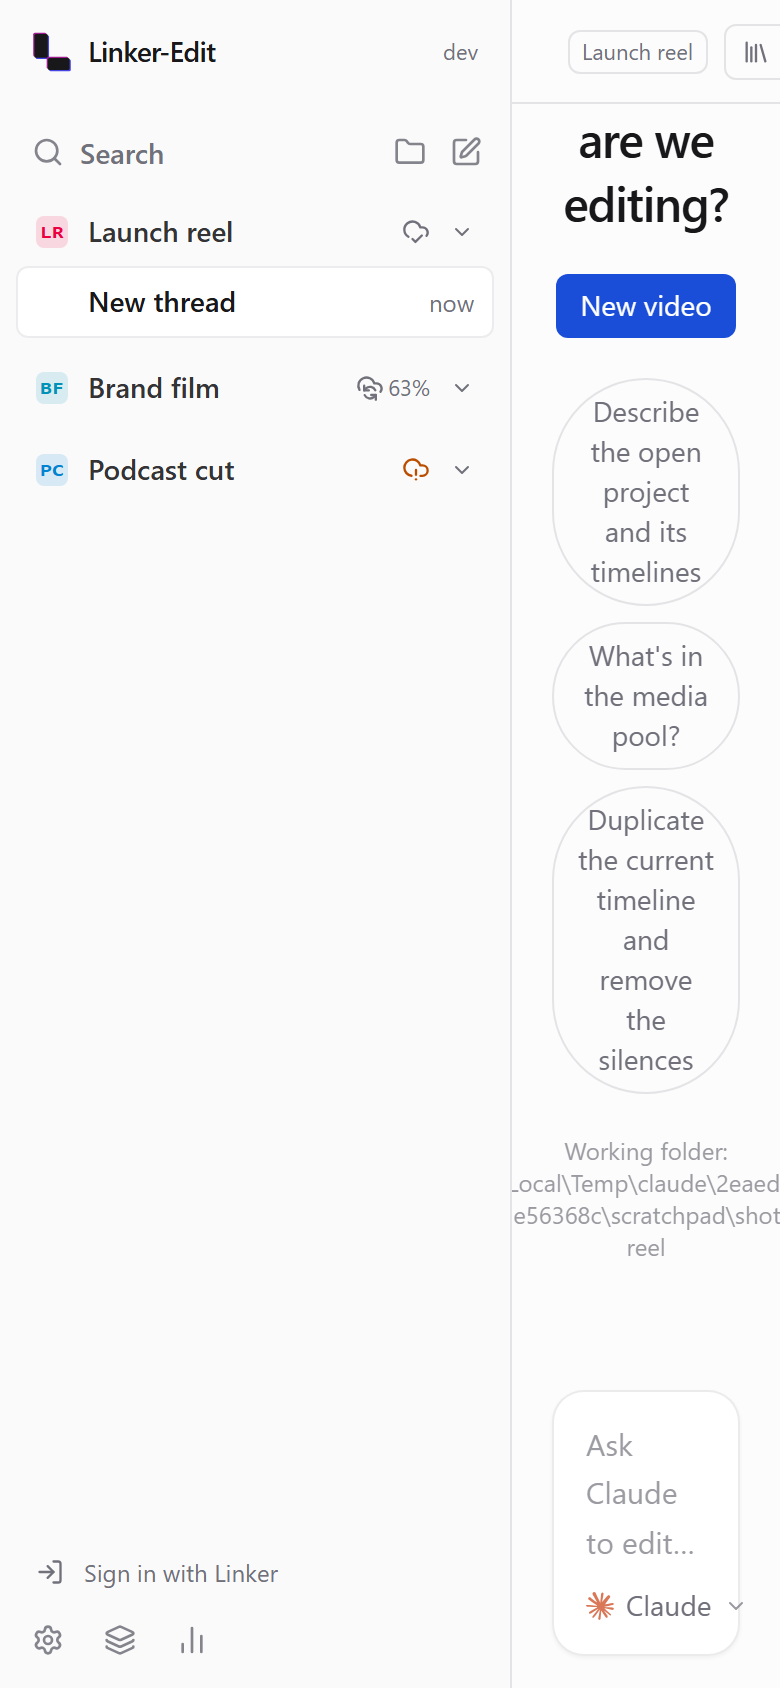 Linker-Edit
dev
Search
LR
Launch reel
New thread
now
BF
Brand film
63%
PC
Podcast cut
Sign in with Linker
Launch reel
are we
editing?
New video
Describe
the open
project
and its
timelines
What's in
the media
pool?
Duplicate
the current
timeline
and
remove
the
silences
Working folder:
Local\Temp\claude\2eaed
e56368c\scratchpad\shot
reel
Ask
Claude
to edit...
Claude